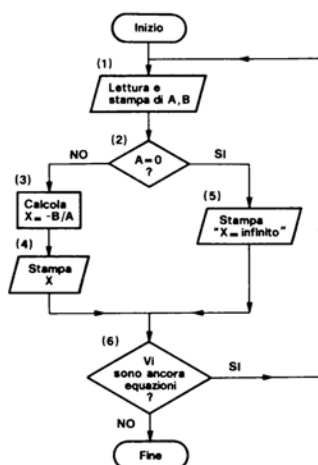 Inizio
(1)
Lettura e
stampa di A, B
(2)
NO
A=0
?
SI
(3)
Calcola
X= -B/A
(4)
Stampa
X
(5)
Stampa
"X= infinito"
(6)
Vi
sono ancora
equazioni
?
SI
NO
Fine